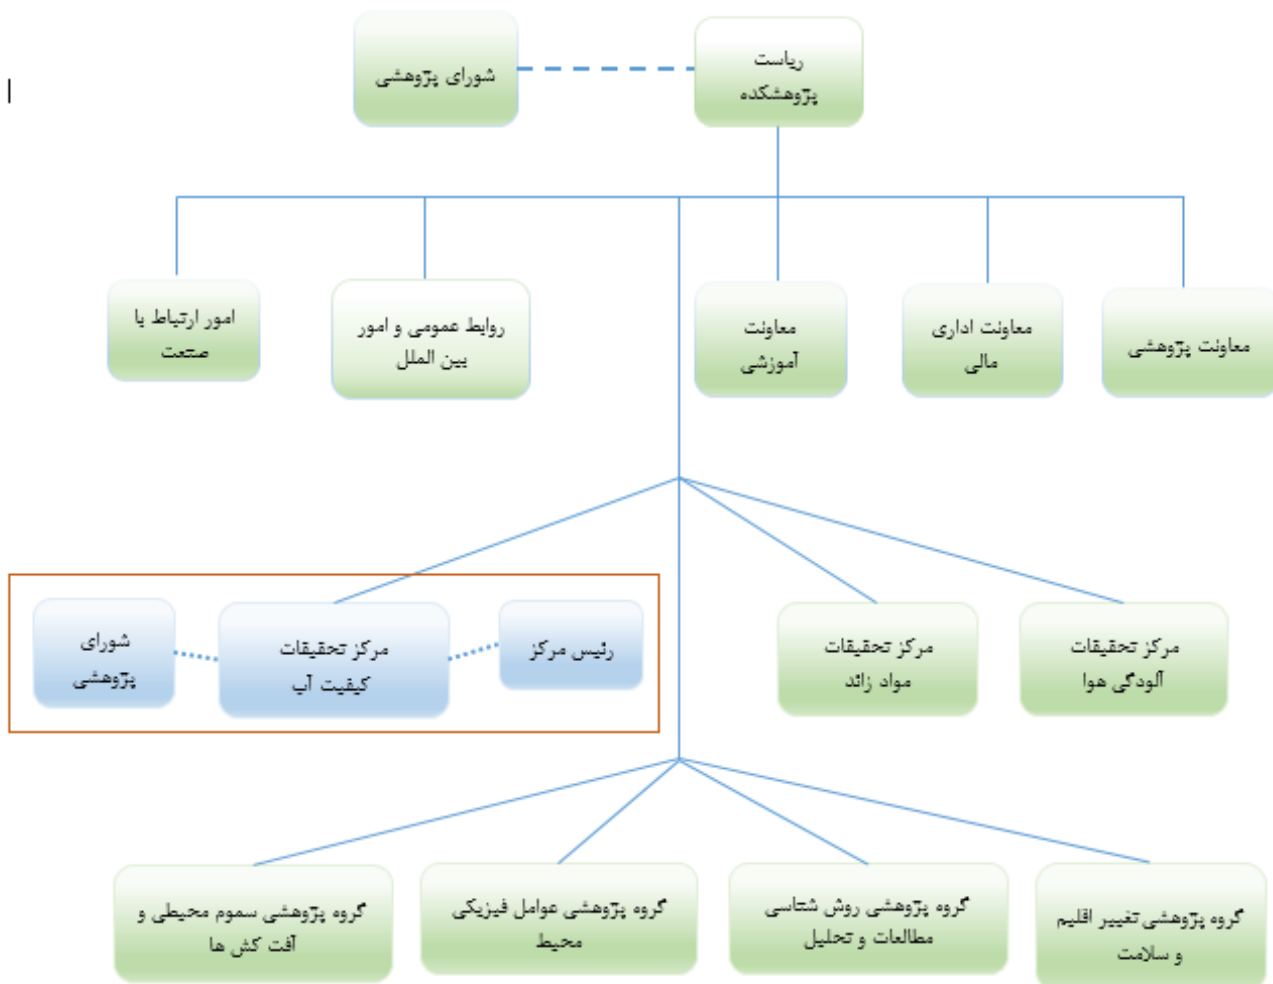 ریاست
پژوهشکده
شورای پژوهشی
معاونت پژوهشی
معاونت اداری
مالی
معاونت
آموزشی
روابط عمومی و امور
بین الملل
امور ارتباط با
صنعت
مرکز تحقیقات
آلودگی هوا
مرکز تحقیقات
مواد زائد
رئیس مرکز
مرکز تحقیقات
کیفیت آب
شورای
پژوهشی
گروه پژوهشی تغییر اقلیم
و سلامت
گروه پژوهشی روش شناسی
مطالعات و تحلیل
گروه پژوهشی عوامل فیزیکی
محیط
گروه پژوهشی سموم محیطی و
آفت کش ها